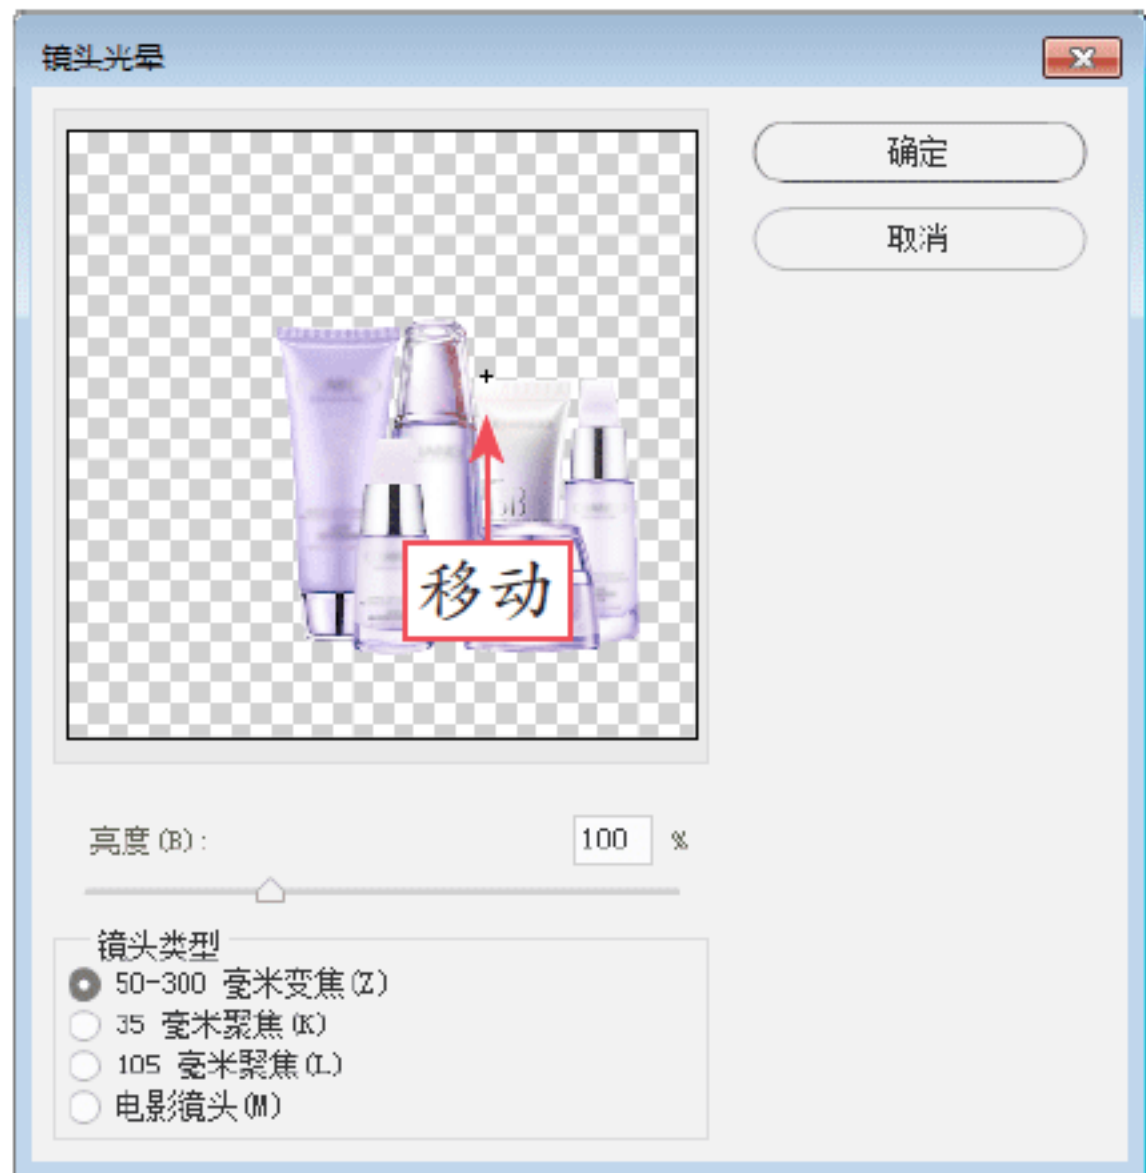 镜头光晕
确定
取消
移动
亮度(B):
100 %
镜头类型
50-300 毫米变焦(Z)
35 毫米聚焦(K)
105 毫米聚焦(L)
电影镜头(M)